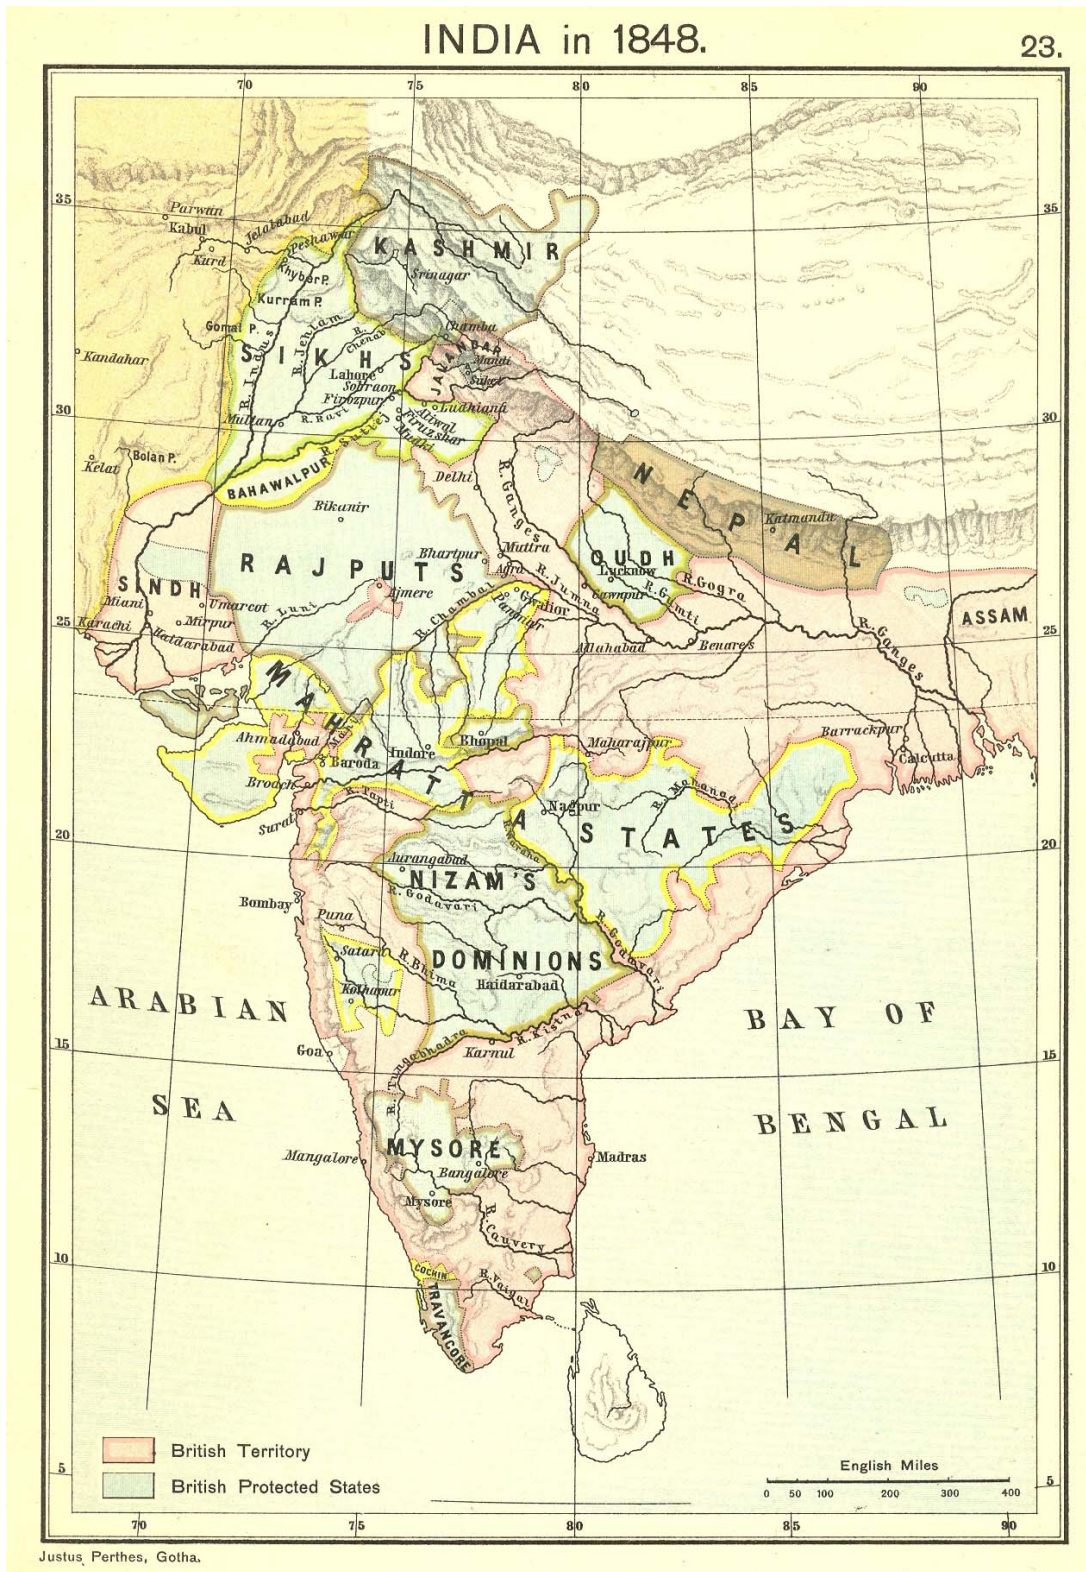 INDIA in 1848.
23.
70 75 80 85 90
35 35
Parwan
Kabul
Jelalabad
Peshawar
Kurd
KASHMIR
Khyber P.
Srinagar
Kurram P.
Gomal P.
R. Indus
R. Jehlam
R. Chenab
Chamba
SIKHS
JALANDAR
Mandi
Suket
Kandahar
Lahore
Sobraon
Firozpur
Ludhiana
Aliwal
Firuzshar
Mudki
30 30
Multan
R. Ravi
R. Sutlej
Kelat
Bolan P.
BAHAWALPUR
Delhi
R. Ganges
NEPAL
Bikanir
Katmandu
RAJPUTS
Bhartpur
Muttra
Agra
OUDH
Lucknow
R. Gogra
SINDH
Ajmere
R. Jumna
Cawnpur
R. Gumti
Miani
Umarcot
R. Luni
R. Chambal
Gwalior
Panniar
ASSAM
Karachi
Mirpur
Haidarabad
25 25
Allahabad
Benares
R. Ganges
MAHRATTA STATES
Ahmadabad
R. Mahi
Indore
Bhopal
Maharajpur
Barrackpur
Calcutta
Baroda
Broach
R. Tapti
Nagpur
R. Mahanadi
Surat
R. Wardha
20 20
Aurangabad
NIZAM'S
R. Godavari
Bombay
Puna
R. Godavari
Satara
R. Bhima
DOMINIONS
Kolhapur
Haidarabad
ARABIAN
SEA
BAY OF
BENGAL
R. Kistna
Goa
R. Tungabhadra
Karnul
15 15
MYSORE
Mangalore
Bangalore
Madras
Mysore
R. Cauvery
10 10
COCHIN
R. Vaigai
TRAVANCORE
British Territory
British Protected States
English Miles
0 50 100 200 300 400
5 5
70 75 80 85 90
Justus Perthes, Gotha.